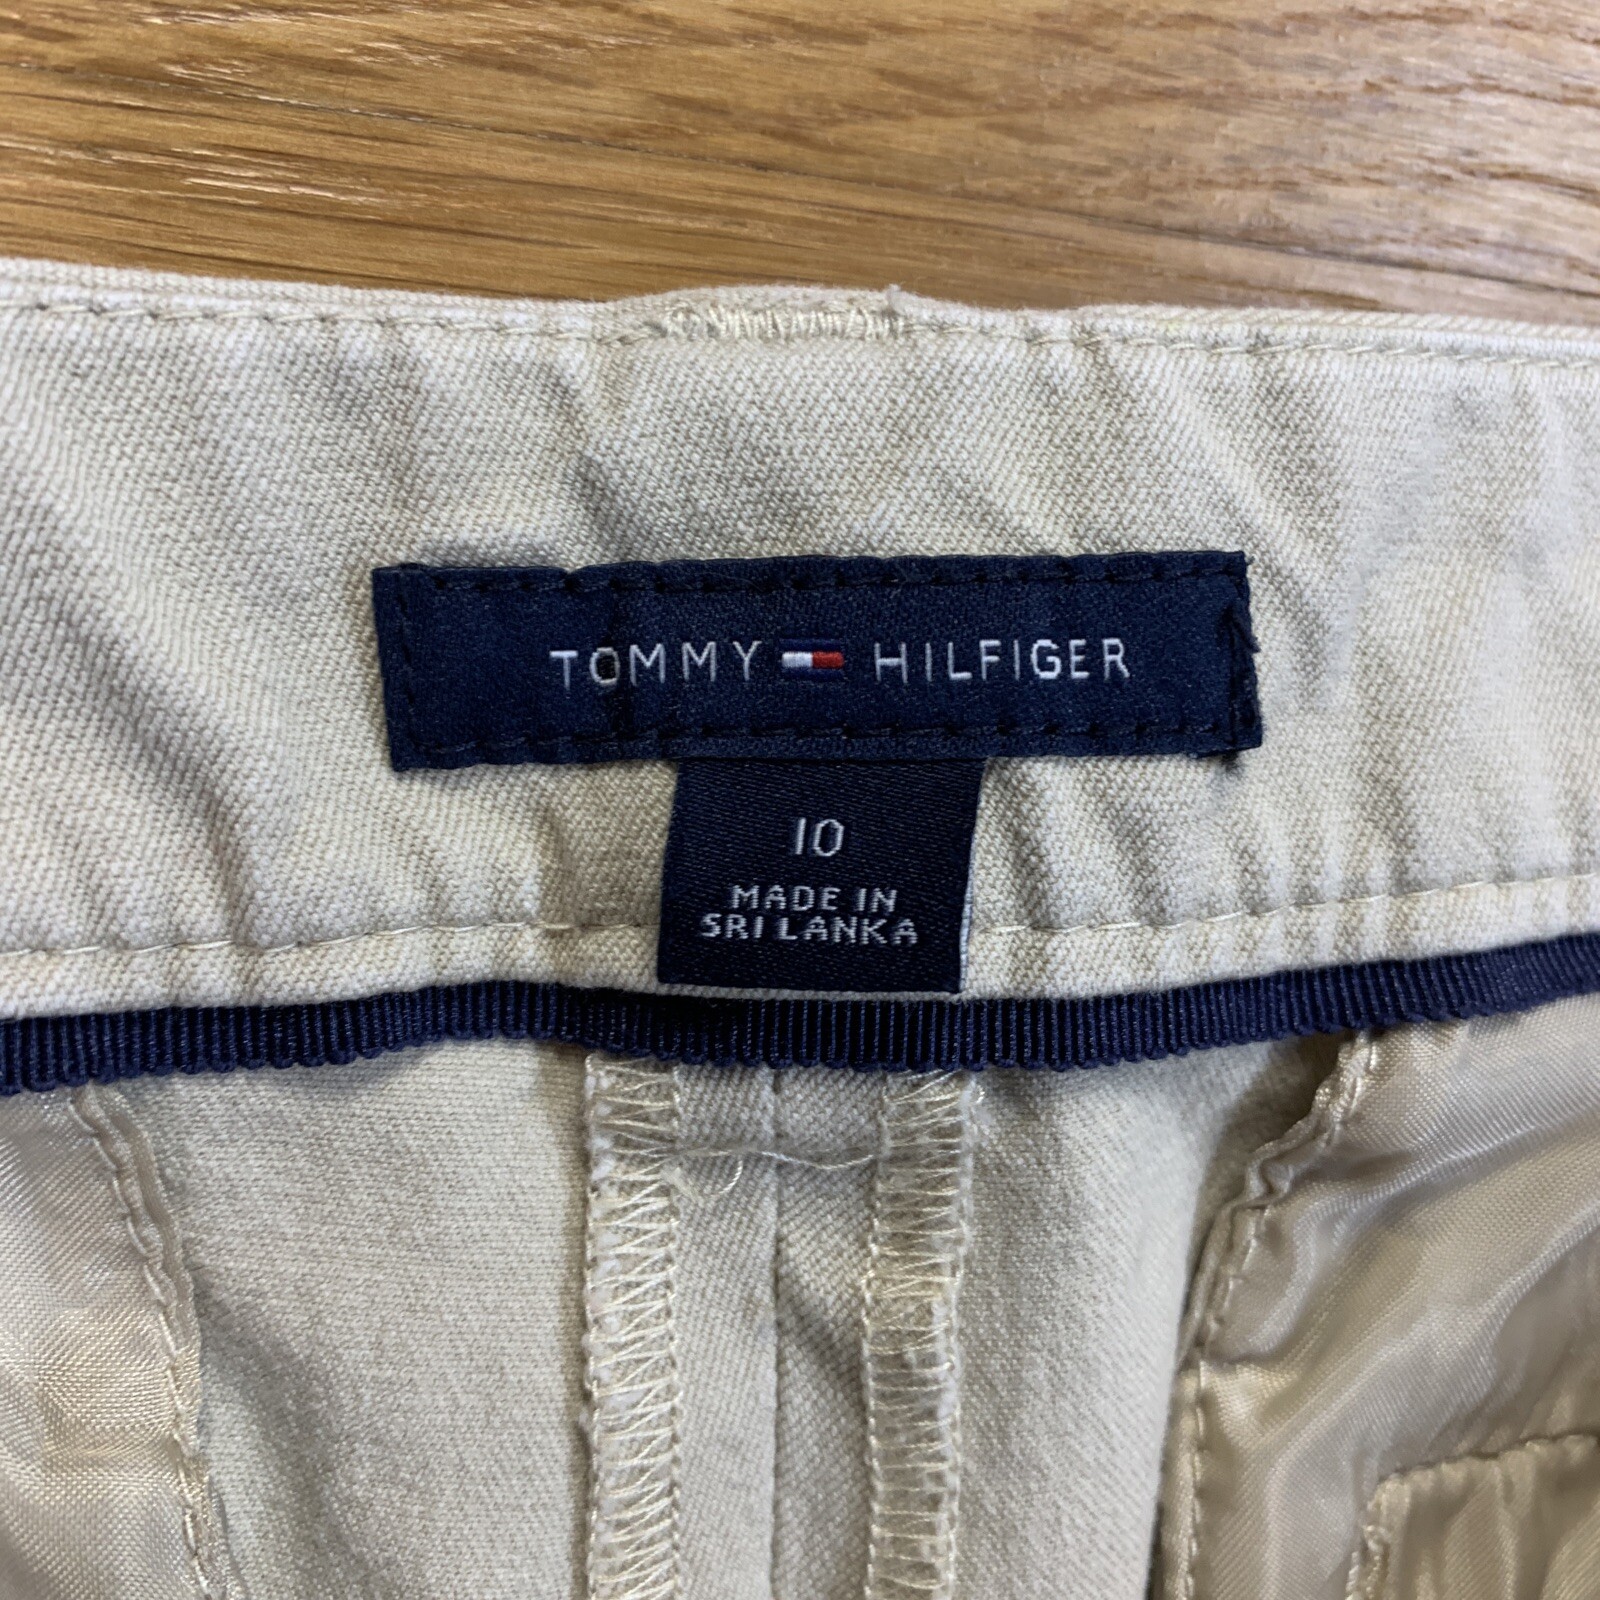 TOMMY HILFIGER
10
MADE IN
SRI LANKA